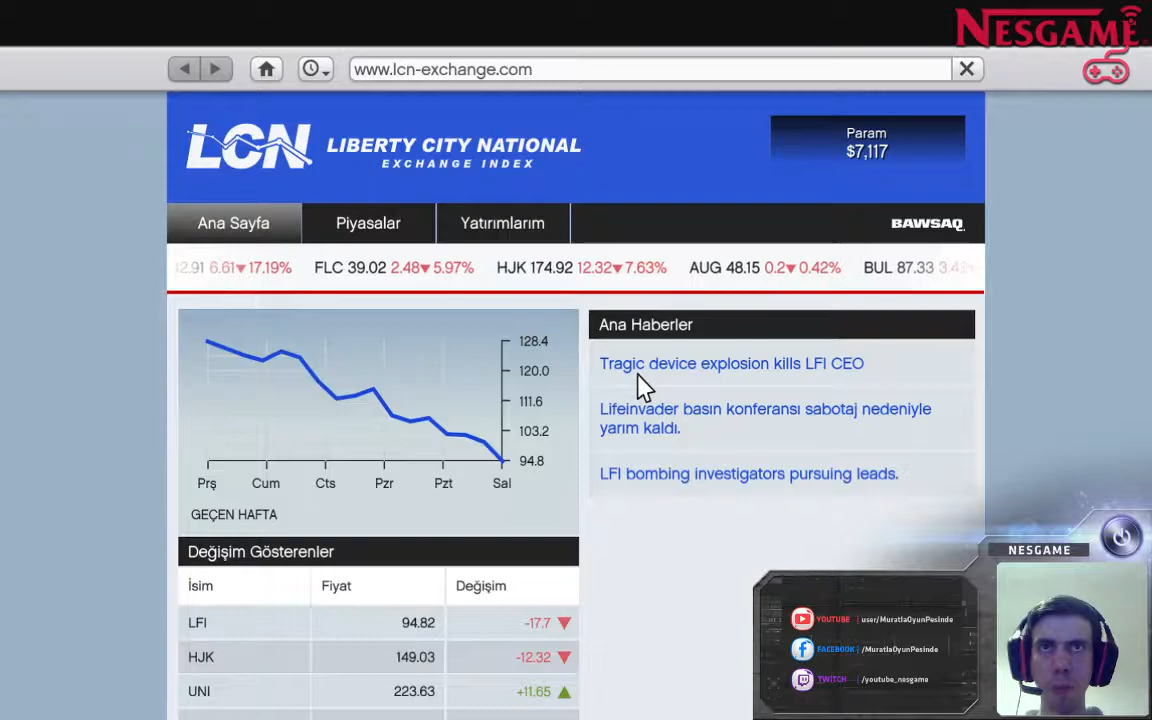 NESGAME
www.lcn-exchange.com
LCN LIBERTY CITY NATIONAL
EXCHANGE INDEX
Param
$7,117
Ana Sayfa Piyasalar Yatırımlarım BAWSAQ
2.91 6.61▼17.19% FLC 39.02 2.48▼5.97% HJK 174.92 12.32▼7.63% AUG 48.15 0.2▼0.42% BUL 87.33
128.4
120.0
111.6
103.2
94.8
Prş Cum Cts Pzr Pzt Sal
GEÇEN HAFTA
Ana Haberler
Tragic device explosion kills LFI CEO
Lifeinvader basın konferansı sabotaj nedeniyle
yarım kaldı.
LFI bombing investigators pursuing leads.
Değişim Gösterenler
İsim Fiyat Değişim
LFI 94.82 -17.7 ▼
HJK 149.03 -12.32 ▼
UNI 223.63 +11.65 ▲
NESGAME
YOUTUBE | user/MuratlaOyunPesinde
FACEBOOK | /MuratlaOyunPesinde
TWİTCH | /youtube_nesgame